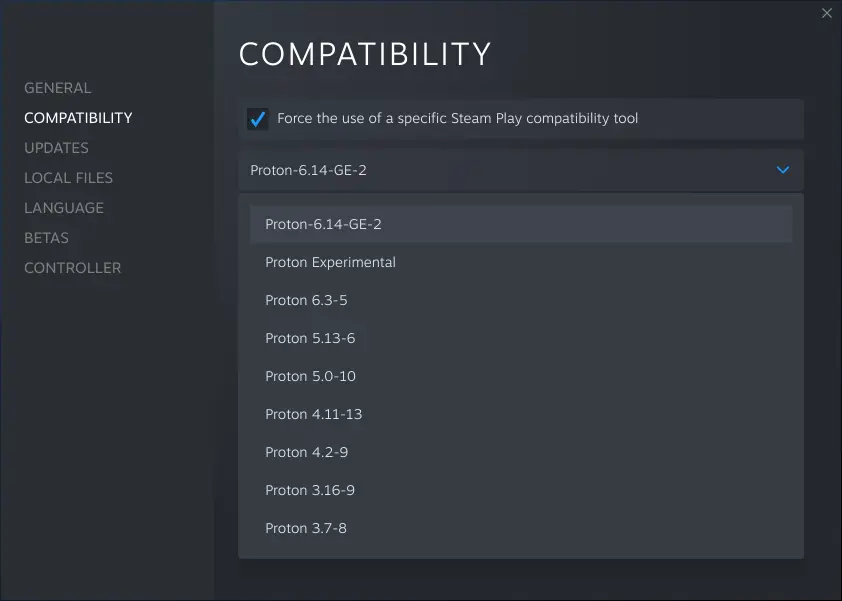 COMPATIBILITY
GENERAL
COMPATIBILITY
UPDATES
LOCAL FILES
LANGUAGE
BETAS
CONTROLLER
Force the use of a specific Steam Play compatibility tool
Proton-6.14-GE-2
Proton-6.14-GE-2
Proton Experimental
Proton 6.3-5
Proton 5.13-6
Proton 5.0-10
Proton 4.11-13
Proton 4.2-9
Proton 3.16-9
Proton 3.7-8